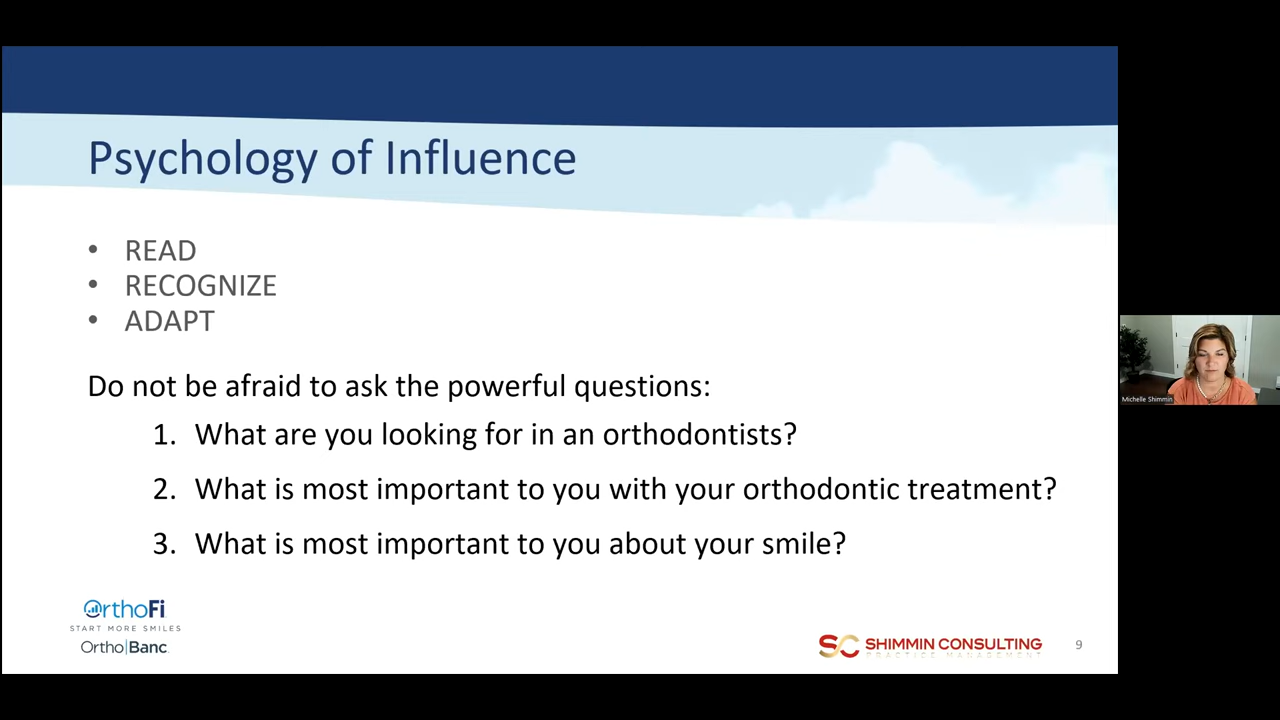 Psychology of Influence
• READ
• RECOGNIZE
• ADAPT
Do not be afraid to ask the powerful questions:
1. What are you looking for in an orthodontists?
2. What is most important to you with your orthodontic treatment?
3. What is most important to you about your smile?
OrthoFi
START MORE SMILES
Ortho|Banc
SC SHIMMIN CONSULTING
PRACTICE MANAGEMENT
9
Michelle Shimmin